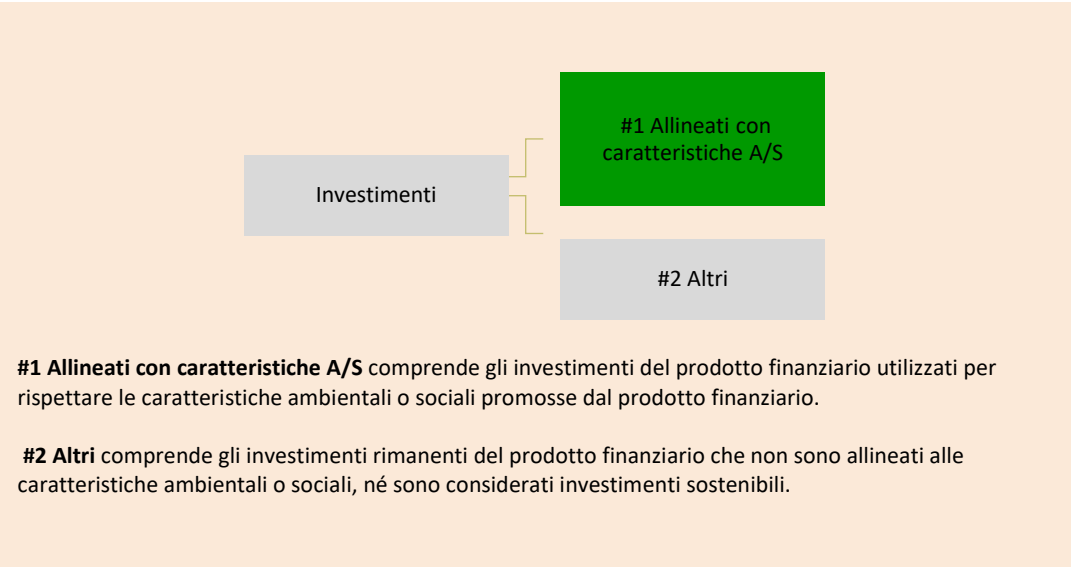 #1 Allineati con
caratteristiche A/S
Investimenti
#2 Altri
#1 Allineati con caratteristiche A/S comprende gli investimenti del prodotto finanziario utilizzati per
rispettare le caratteristiche ambientali o sociali promosse dal prodotto finanziario.
#2 Altri comprende gli investimenti rimanenti del prodotto finanziario che non sono allineati alle
caratteristiche ambientali o sociali, né sono considerati investimenti sostenibili.